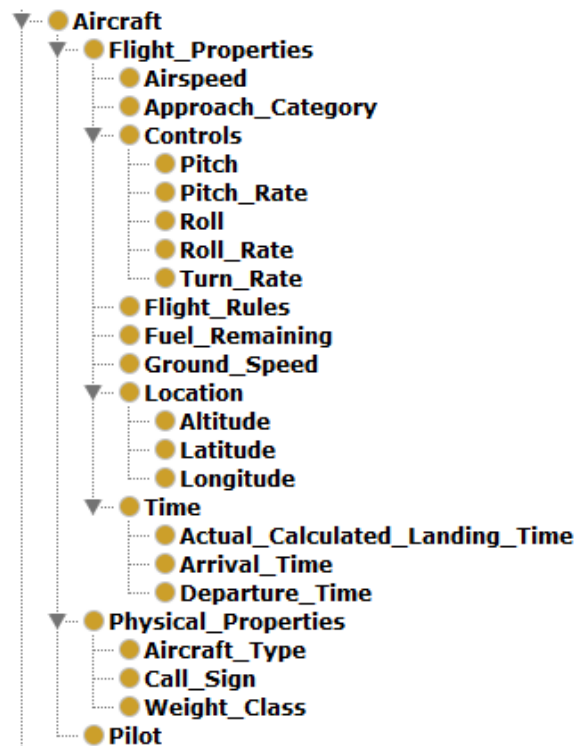 Aircraft
Flight_Properties
Airspeed
Approach_Category
Controls
Pitch
Pitch_Rate
Roll
Roll_Rate
Turn_Rate
Flight_Rules
Fuel_Remaining
Ground_Speed
Location
Altitude
Latitude
Longitude
Time
Actual_Calculated_Landing_Time
Arrival_Time
Departure_Time
Physical_Properties
Aircraft_Type
Call_Sign
Weight_Class
Pilot